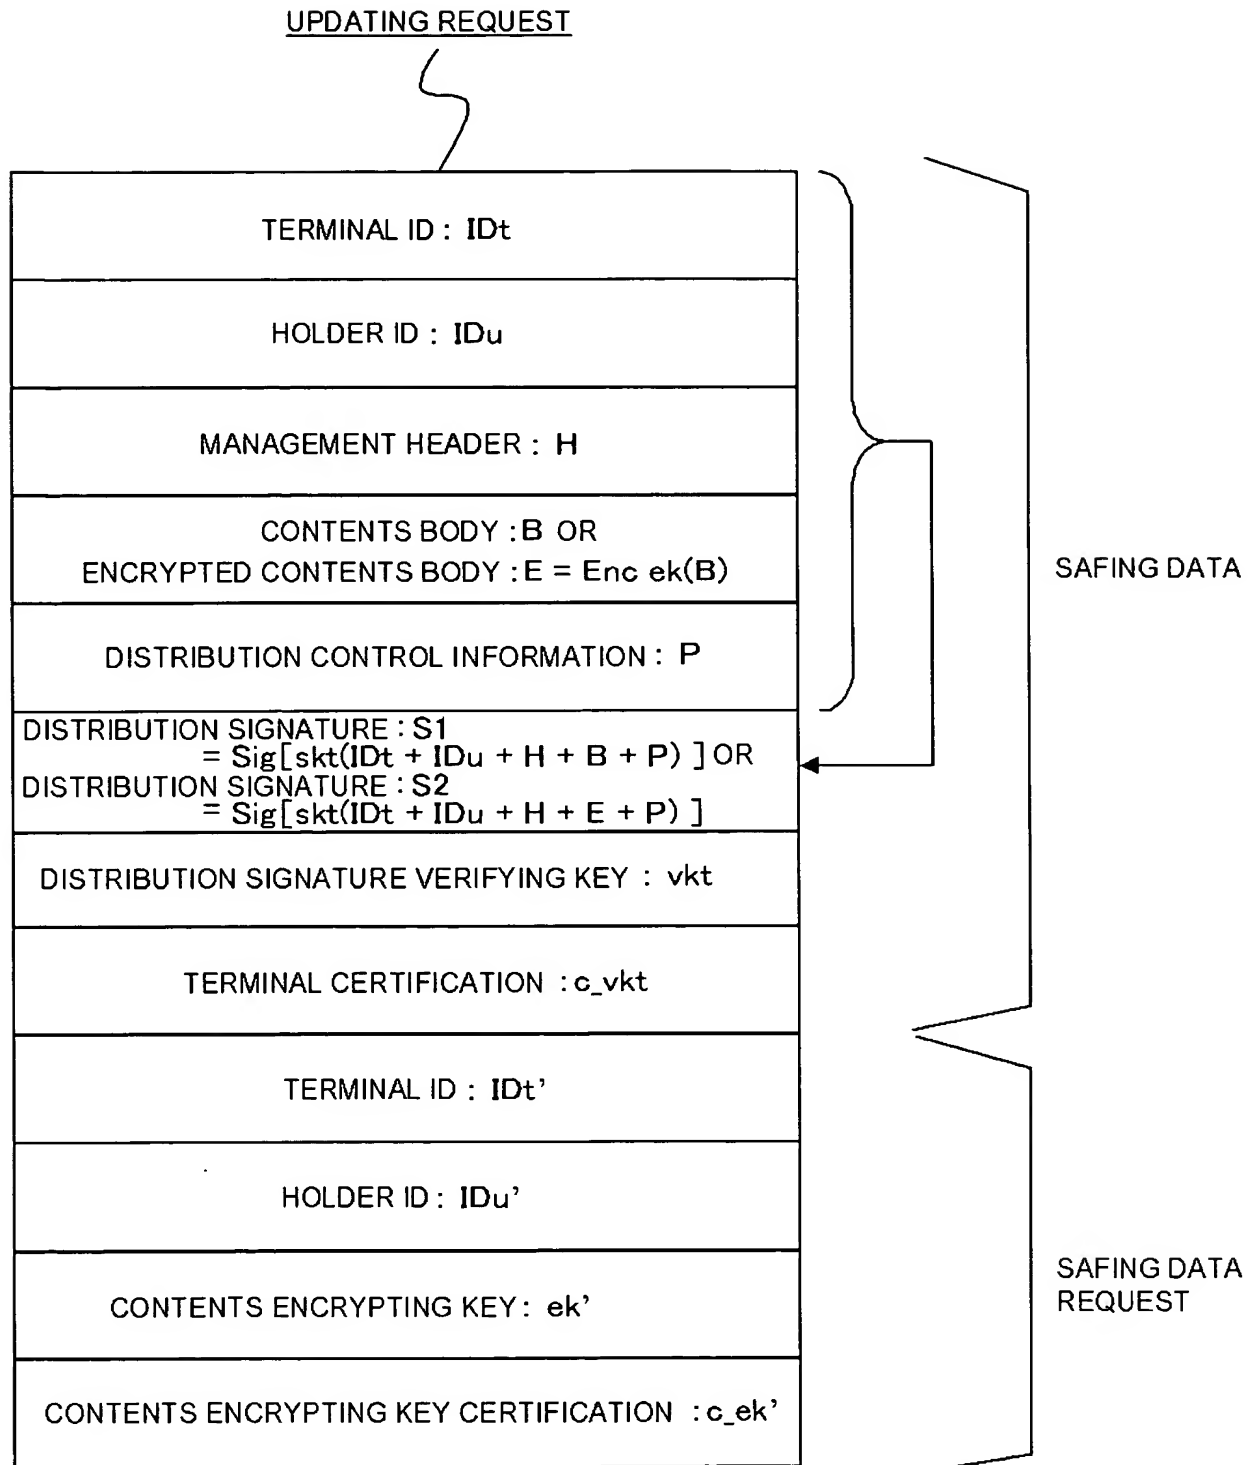 UPDATING REQUEST
TERMINAL ID : IDt
HOLDER ID : IDu
MANAGEMENT HEADER : H
CONTENTS BODY : B OR
ENCRYPTED CONTENTS BODY : E = Enc ek(B)
SAFING DATA
DISTRIBUTION CONTROL INFORMATION : P
DISTRIBUTION SIGNATURE : S1
= Sig[skt(IDt + IDu + H + B + P) ] OR
DISTRIBUTION SIGNATURE : S2
= Sig[skt(IDt + IDu + H + E + P) ]
DISTRIBUTION SIGNATURE VERIFYING KEY : vkt
TERMINAL CERTIFICATION : c_vkt
TERMINAL ID : IDt'
HOLDER ID : IDu'
SAFING DATA
REQUEST
CONTENTS ENCRYPTING KEY : ek'
CONTENTS ENCRYPTING KEY CERTIFICATION : c_ek'